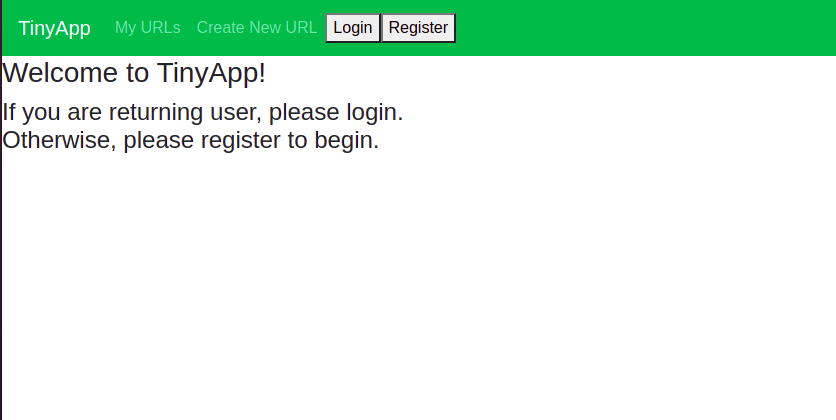 TinyApp My URLs Create New URL Login Register
Welcome to TinyApp!
If you are returning user, please login.
Otherwise, please register to begin.